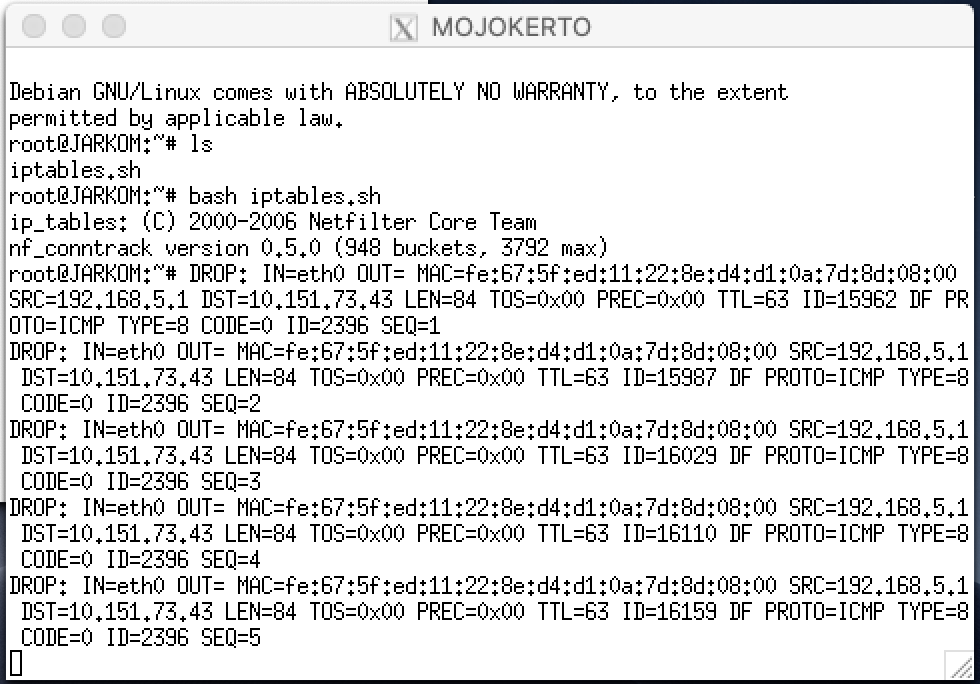 MOJOKERTO
Debian GNU/Linux comes with ABSOLUTELY NO WARRANTY, to the extent
permitted by applicable law.
root@JARKOM:~# ls
iptables.sh
root@JARKOM:~# bash iptables.sh
ip_tables: (C) 2000-2006 Netfilter Core Team
nf_conntrack version 0.5.0 (948 buckets, 3792 max)
root@JARKOM:~# DROP: IN=eth0 OUT= MAC=fe:67:5f:ed:11:22:8e:d4:d1:0a:7d:8d:08:00
SRC=192.168.5.1 DST=10.151.73.43 LEN=84 TOS=0x00 PREC=0x00 TTL=63 ID=15962 DF PR
OTO=ICMP TYPE=8 CODE=0 ID=2396 SEQ=1
DROP: IN=eth0 OUT= MAC=fe:67:5f:ed:11:22:8e:d4:d1:0a:7d:8d:08:00 SRC=192.168.5.1
DST=10.151.73.43 LEN=84 TOS=0x00 PREC=0x00 TTL=63 ID=15987 DF PROTO=ICMP TYPE=8
CODE=0 ID=2396 SEQ=2
DROP: IN=eth0 OUT= MAC=fe:67:5f:ed:11:22:8e:d4:d1:0a:7d:8d:08:00 SRC=192.168.5.1
DST=10.151.73.43 LEN=84 TOS=0x00 PREC=0x00 TTL=63 ID=16029 DF PROTO=ICMP TYPE=8
CODE=0 ID=2396 SEQ=3
DROP: IN=eth0 OUT= MAC=fe:67:5f:ed:11:22:8e:d4:d1:0a:7d:8d:08:00 SRC=192.168.5.1
DST=10.151.73.43 LEN=84 TOS=0x00 PREC=0x00 TTL=63 ID=16110 DF PROTO=ICMP TYPE=8
CODE=0 ID=2396 SEQ=4
DROP: IN=eth0 OUT= MAC=fe:67:5f:ed:11:22:8e:d4:d1:0a:7d:8d:08:00 SRC=192.168.5.1
DST=10.151.73.43 LEN=84 TOS=0x00 PREC=0x00 TTL=63 ID=16159 DF PROTO=ICMP TYPE=8
CODE=0 ID=2396 SEQ=5